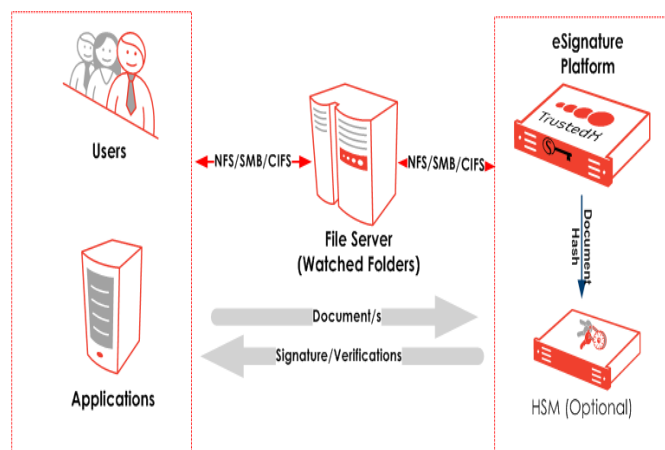 Users
Applications
NFS/SMB/CIFS
File Server
(Watched Folders)
NFS/SMB/CIFS
Document/s
Signature/Verifications
eSignature
Platform
TrustedX
Document
Hash
HSM (Optional)